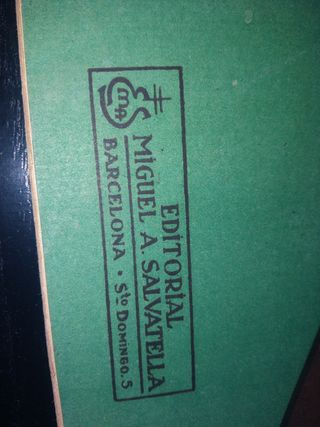 EDITORIAL
MIGUEL A. SALVATELLA
BARCELONA · Sto DOMINGO. 5